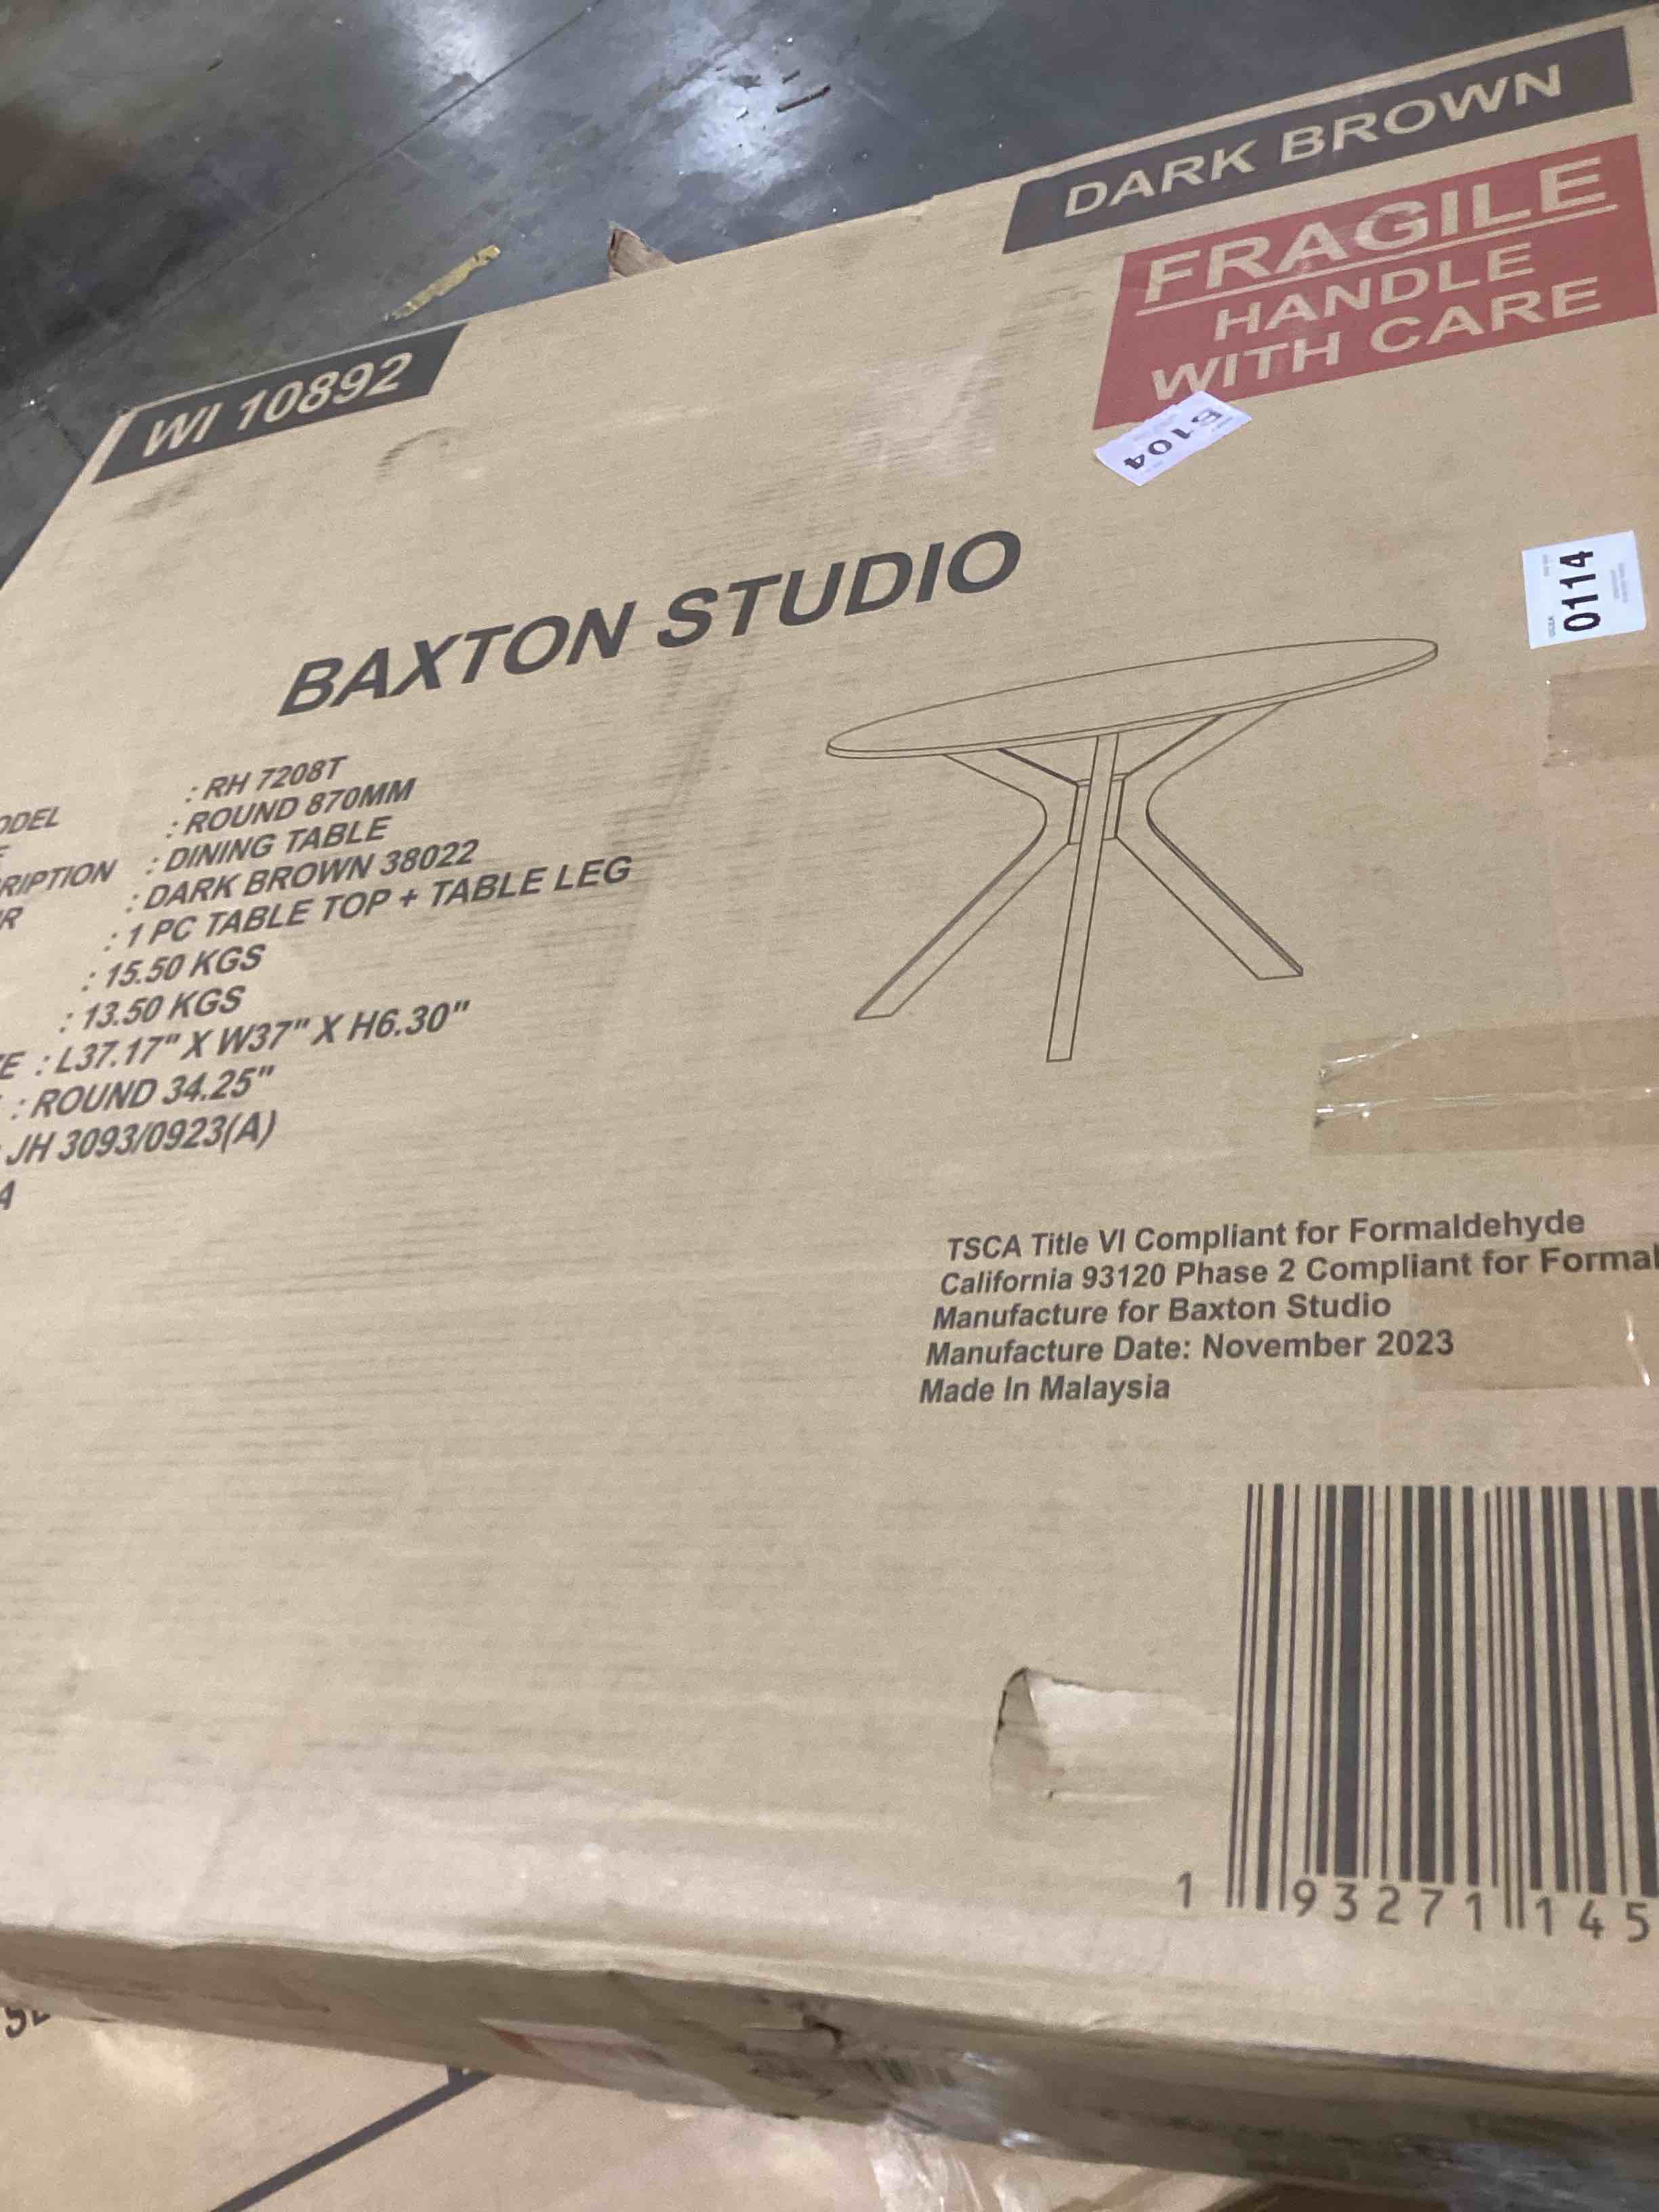 DARK BROWN
FRAGILE
HANDLE
WITH CARE
WI 10892
B104
0114
BAXTON STUDIO
ODEL : RH 7208T
: ROUND 870MM
RIPTION : DINING TABLE
R : DARK BROWN 38022
: 1 PC TABLE TOP + TABLE LEG
: 15.50 KGS
: 13.50 KGS
E : L37.17" X W37" X H6.30"
: ROUND 34.25"
JH 3093/0923(A)
A
TSCA Title VI Compliant for Formaldehyde
California 93120 Phase 2 Compliant for Formal
Manufacture for Baxton Studio
Manufacture Date: November 2023
Made In Malaysia
1 93271 145